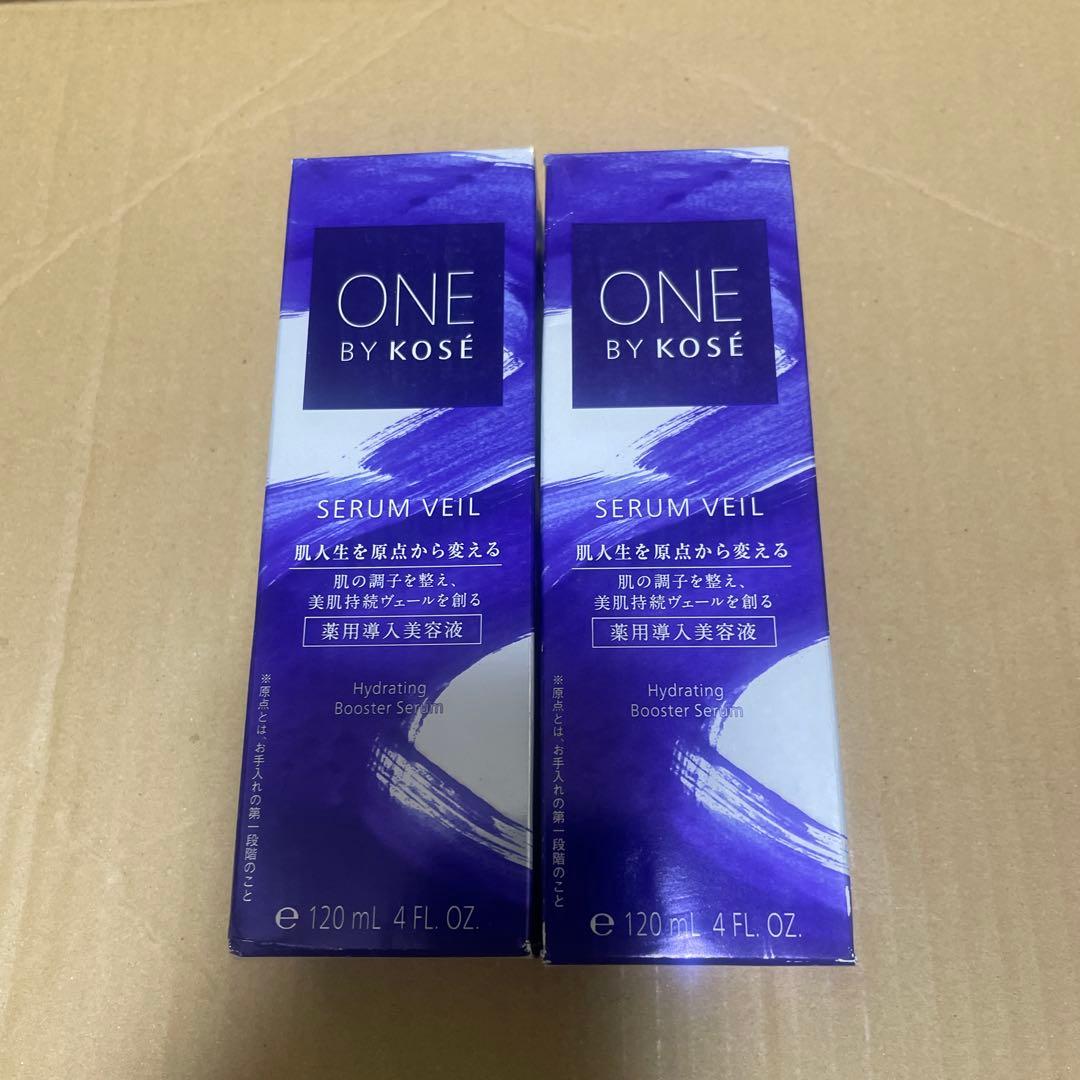 ONE
BY KOSÉ
SERUM VEIL
肌人生を原点から変える
肌の調子を整え、
美肌持続ヴェールを創る
薬用導入美容液
Hydrating
Booster Serum
※原点とは、お手入れの第一段階のこと
e 120 mL 4 FL. OZ.
ONE
BY KOSÉ
SERUM VEIL
肌人生を原点から変える
肌の調子を整え、
美肌持続ヴェールを創る
薬用導入美容液
Hydrating
Booster Serum
※原点とは、お手入れの第一段階のこと
e 120 mL 4 FL. OZ.